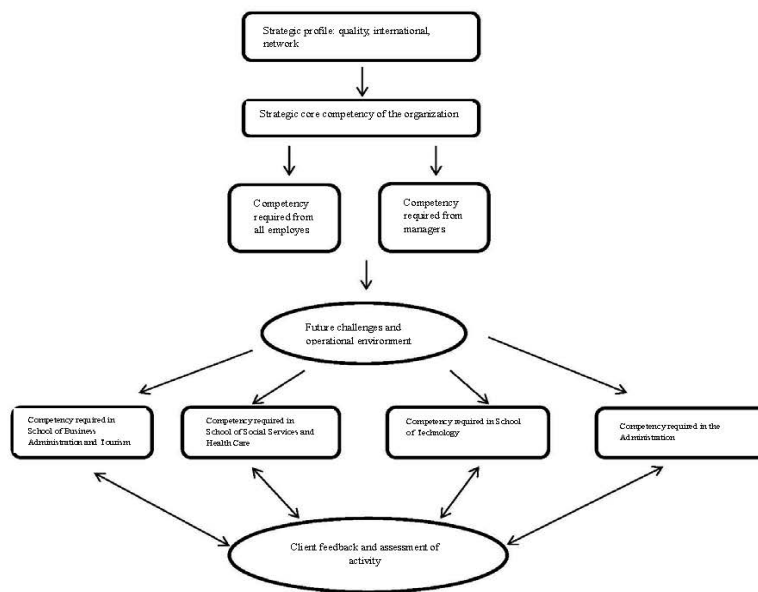 Strategic profile: quality, international,
network
Strategic core competency of the organization
Competency
required from
all employes
Competency
required from
managers
Future challenges and
operational environment
Competency required in
School of Business
Administration and Tourism
Competency required in
School of Social Services and
Health Care
Competency required in School
of Technology
Competency required in the
Administration
Client feedback and assessment of
activity